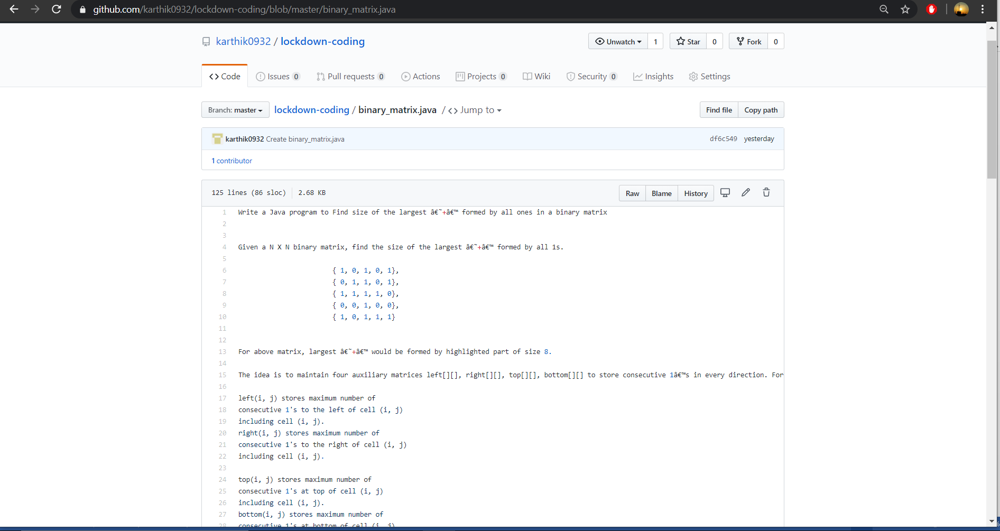 github.com/karthik0932/lockdown-coding/blob/master/binary_matrix.java
karthik0932 / lockdown-coding
Unwatch 1 Star 0 Fork 0
Code Issues 0 Pull requests 0 Actions Projects 0 Wiki Security 0 Insights Settings
Branch: master lockdown-coding / binary_matrix.java / <> Jump to Find file Copy path
karthik0932 Create binary_matrix.java df6c549 yesterday
1 contributor
125 lines (86 sloc) 2.68 KB Raw Blame History
1 Write a Java program to Find size of the largest â€˜+â€™ formed by all ones in a binary matrix
2
3
4 Given a N X N binary matrix, find the size of the largest â€˜+â€™ formed by all 1s.
5
6 { 1, 0, 1, 0, 1},
7 { 0, 1, 1, 0, 1},
8 { 1, 1, 1, 1, 0},
9 { 0, 0, 1, 0, 0},
10 { 1, 0, 1, 1, 1}
11
12
13 For above matrix, largest â€˜+â€™ would be formed by highlighted part of size 8.
14
15 The idea is to maintain four auxiliary matrices left[][], right[][], top[][], bottom[][] to store consecutive 1â€™s in every direction. For
16
17 left(i, j) stores maximum number of
18 consecutive 1's to the left of cell (i, j)
19 including cell (i, j).
20 right(i, j) stores maximum number of
21 consecutive 1's to the right of cell (i, j)
22 including cell (i, j).
23
24 top(i, j) stores maximum number of
25 consecutive 1's at top of cell (i, j)
26 including cell (i, j).
27 bottom(i, j) stores maximum number of
28 consecutive 1's at bottom of cell (i, j)